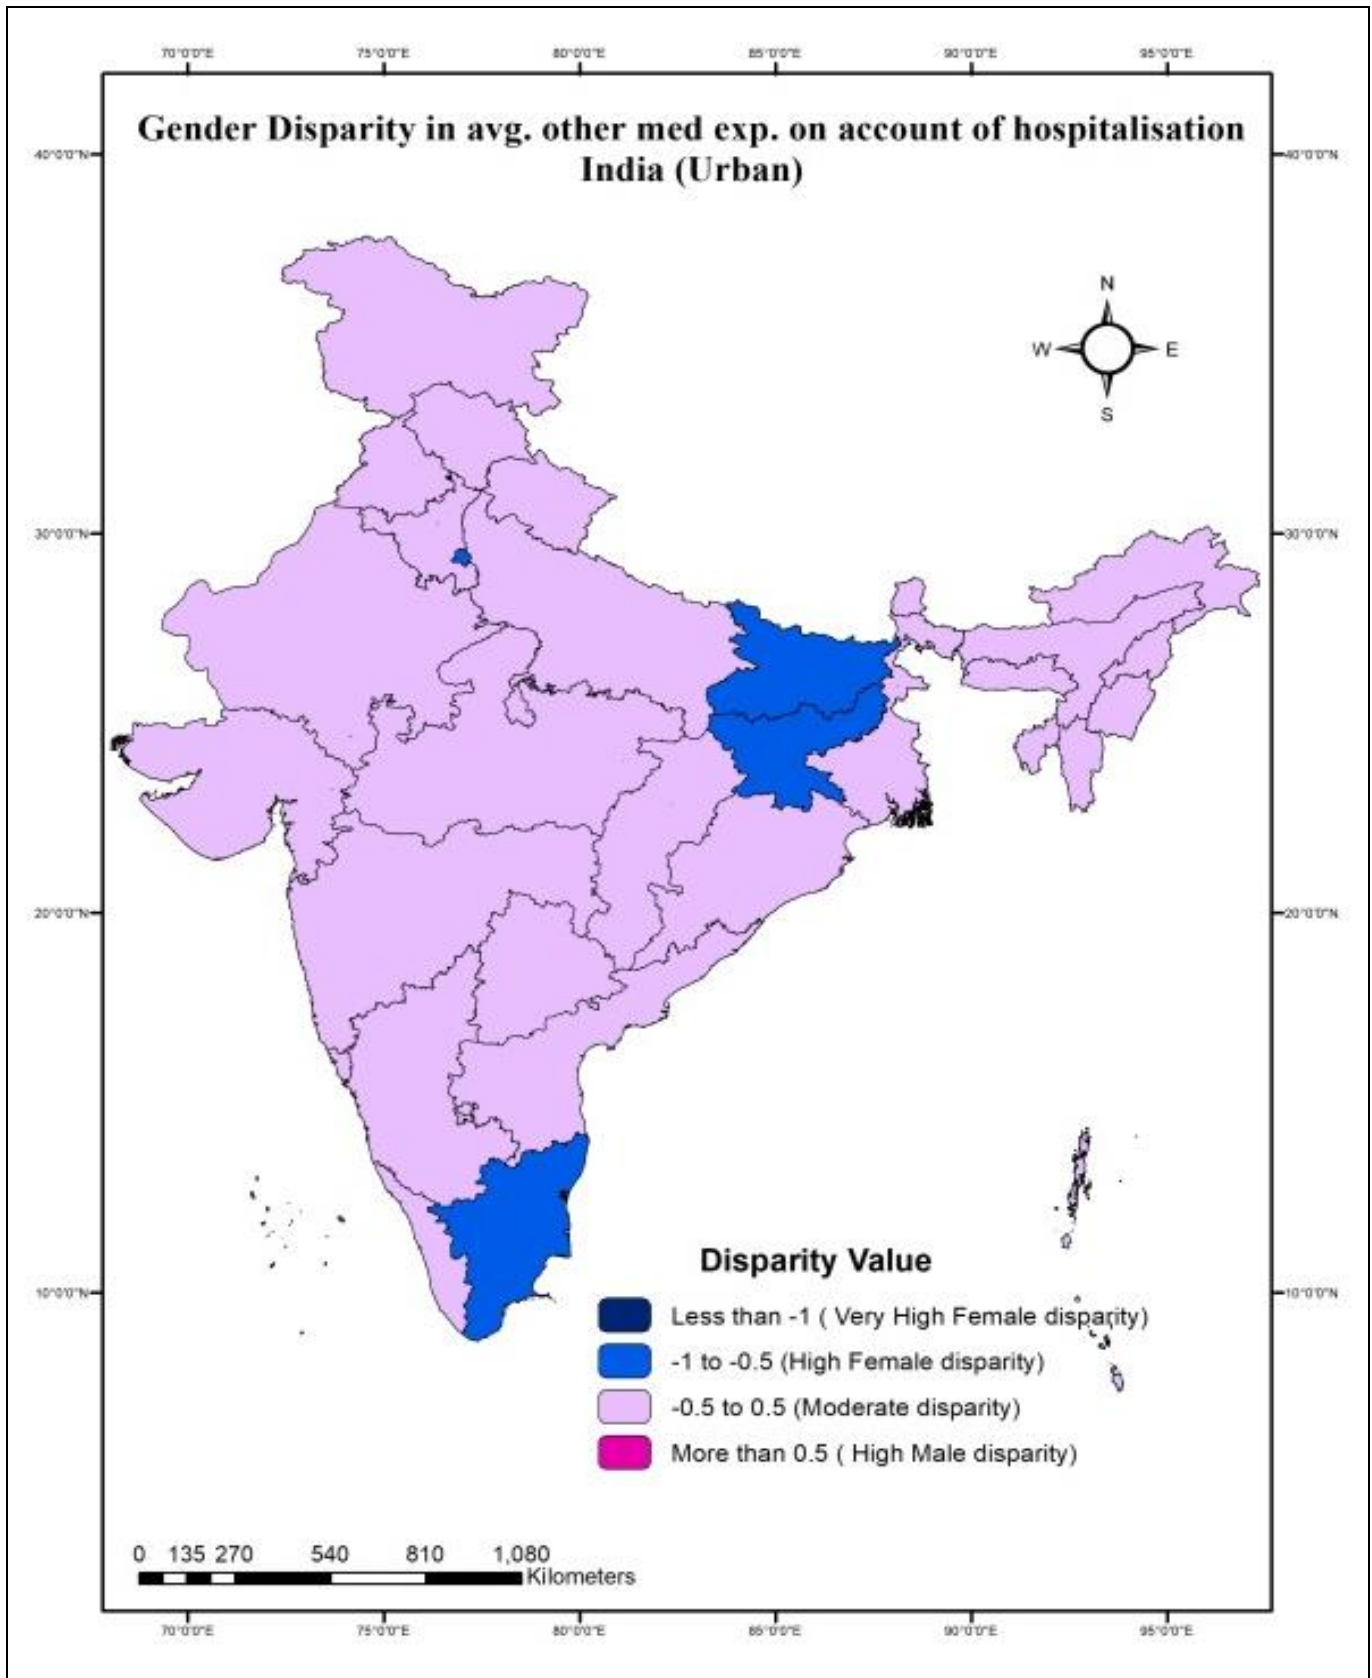 70°0'0"E 75°0'0"E 80°0'0"E 85°0'0"E 90°0'0"E 95°0'0"E
Gender Disparity in avg. other med exp. on account of hospitalisation
India (Urban)
40°0'0"N 40°0'0"N
N
W E
S
30°0'0"N 30°0'0"N
20°0'0"N 20°0'0"N
Disparity Value
10°0'0"N 10°0'0"N
Less than -1 ( Very High Female disparity)
-1 to -0.5 (High Female disparity)
-0.5 to 0.5 (Moderate disparity)
More than 0.5 ( High Male disparity)
0 135 270 540 810 1,080
Kilometers
70°0'0"E 75°0'0"E 80°0'0"E 85°0'0"E 90°0'0"E 95°0'0"E